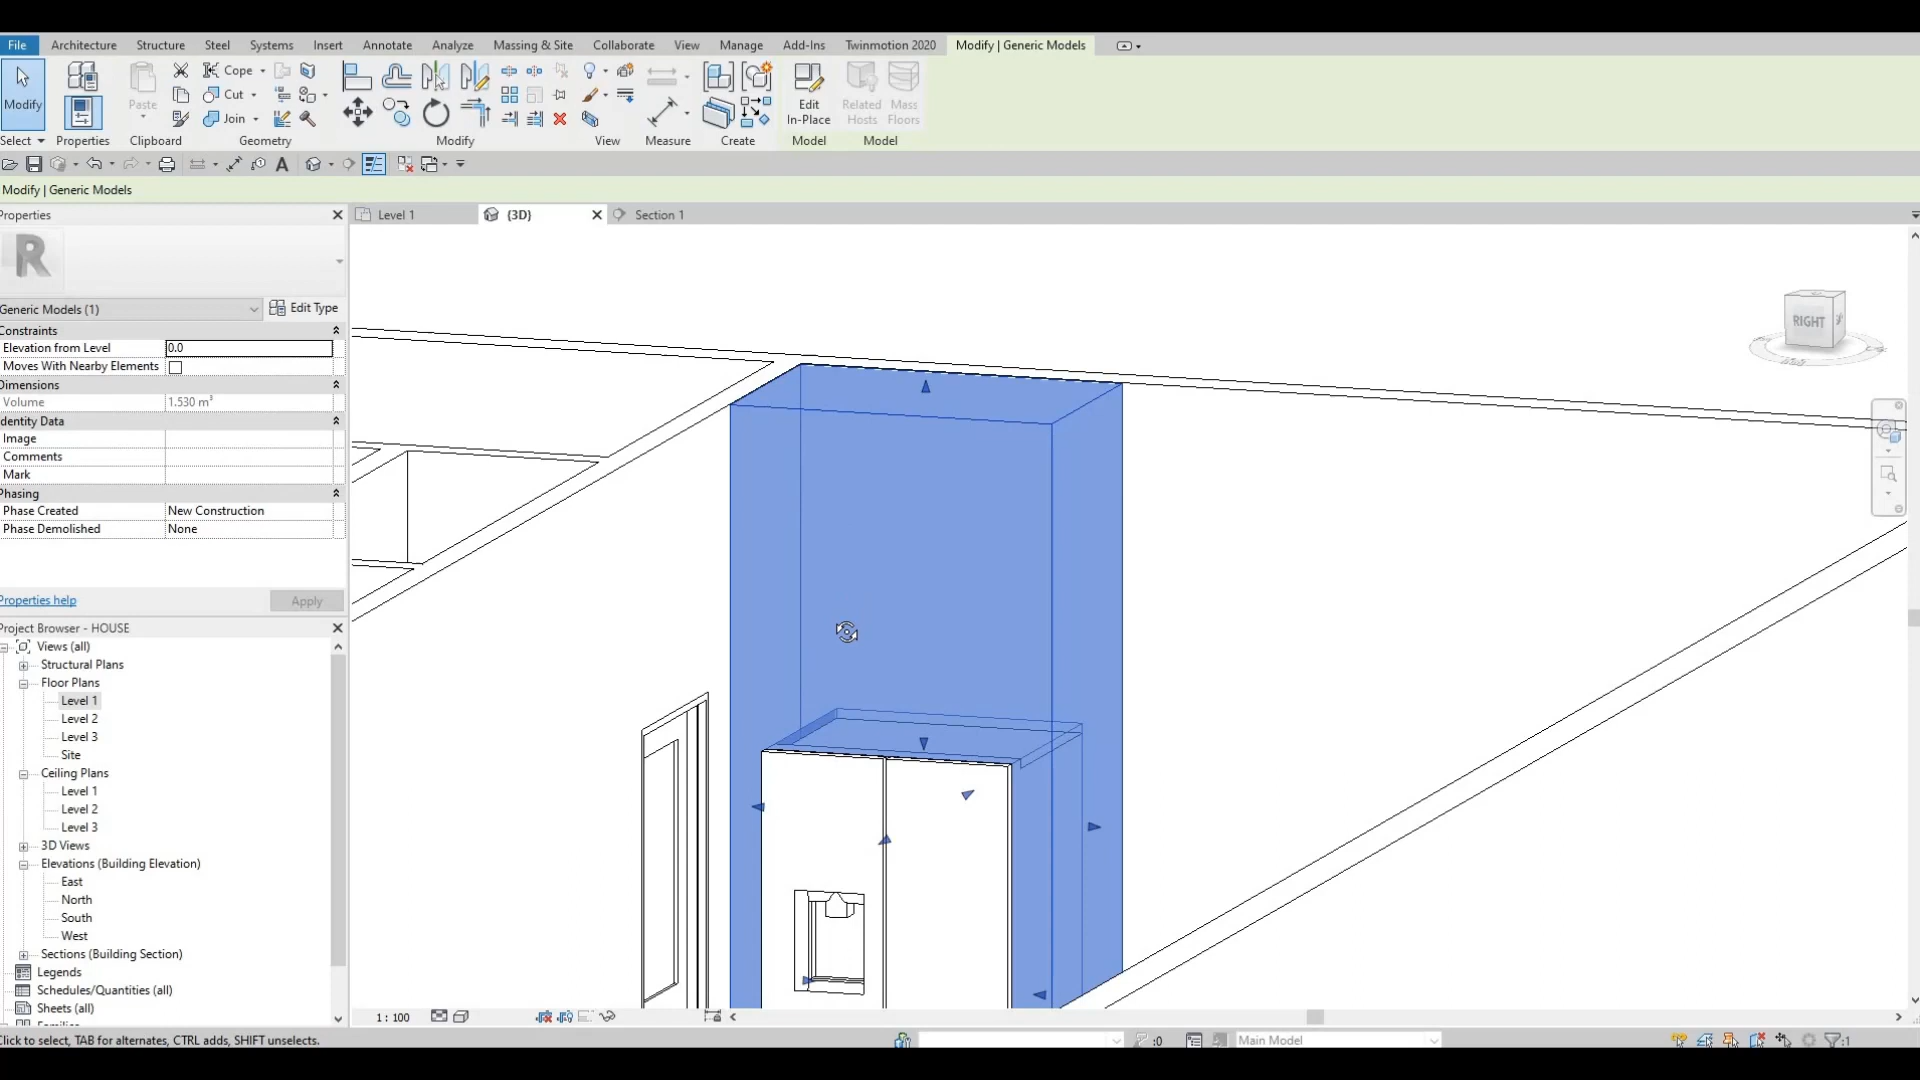 File Architecture Structure Steel Systems Insert Annotate Analyze Massing & Site Collaborate View Manage Add-Ins Twinmotion 2020 Modify | Generic Models
Modify Paste Cope Cut Join Edit In-Place Related Hosts Mass Floors
Select Properties Clipboard Geometry Modify View Measure Create Model Model
Modify | Generic Models
Properties
Level 1
{3D}
Section 1
R
Generic Models (1)
Edit Type
Constraints
Elevation from Level 0.0
Moves With Nearby Elements
Dimensions
Volume 1.530 m³
Identity Data
Image
Comments
Mark
Phasing
Phase Created New Construction
Phase Demolished None
Properties help
Apply
RIGHT
Project Browser - HOUSE
Views (all)
Structural Plans
Floor Plans
Level 1
Level 2
Level 3
Site
Ceiling Plans
Level 1
Level 2
Level 3
3D Views
Elevations (Building Elevation)
East
North
South
West
Sections (Building Section)
Legends
Schedules/Quantities (all)
Sheets (all)
1 : 100
Click to select, TAB for alternates, CTRL adds, SHIFT unselects.
:0
Main Model
:1